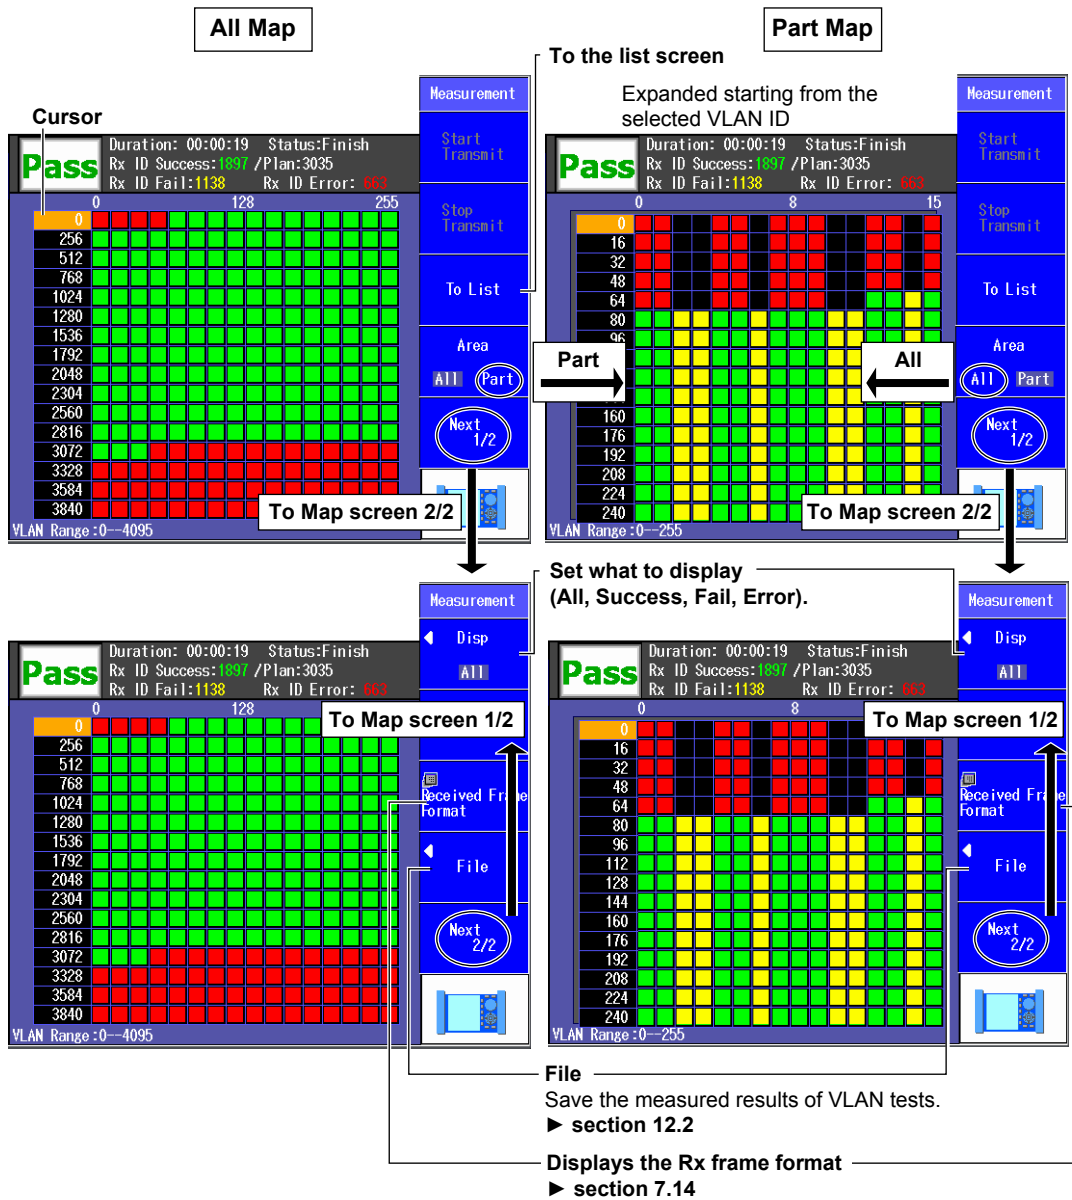 All Map
Part Map
To the list screen
Expanded starting from the
selected VLAN ID
Cursor
Measurement
Pass
Duration: 00:00:19 Status:Finish
Rx ID Success:1897 /Plan:3035
Rx ID Fail:1138 Rx ID Error: 663
0 128 255
0
256
512
768
1024
1280
1536
1792
2048
2304
2560
2816
3072
3328
3584
3840
VLAN Range:0--4095
Start
Transmit
Stop
Transmit
To List
Area
All Part
Next
1/2
To Map screen 2/2
Part
All
Measurement
Pass
Duration: 00:00:19 Status:Finish
Rx ID Success:1897 /Plan:3035
Rx ID Fail:1138 Rx ID Error: 663
0 8 15
0
16
32
48
64
80
96
160
176
192
208
224
240
VLAN Range:0--255
Start
Transmit
Stop
Transmit
To List
Area
All Part
Next
1/2
To Map screen 2/2
Set what to display
(All, Success, Fail, Error).
Measurement
Pass
Duration: 00:00:19 Status:Finish
Rx ID Success:1897 /Plan:3035
Rx ID Fail:1138 Rx ID Error: 663
0 128
0
256
512
768
1024
1280
1536
1792
2048
2304
2560
2816
3072
3328
3584
3840
VLAN Range:0--4095
Disp
All
To Map screen 1/2
Received Frame
Format
File
Next
2/2
Measurement
Pass
Duration: 00:00:19 Status:Finish
Rx ID Success:1897 /Plan:3035
Rx ID Fail:1138 Rx ID Error: 663
0 8
0
16
32
48
64
80
96
112
128
144
160
176
192
208
224
240
VLAN Range:0--255
Disp
All
To Map screen 1/2
Received Frame
Format
File
Next
2/2
File
Save the measured results of VLAN tests.
► section 12.2
Displays the Rx frame format
► section 7.14